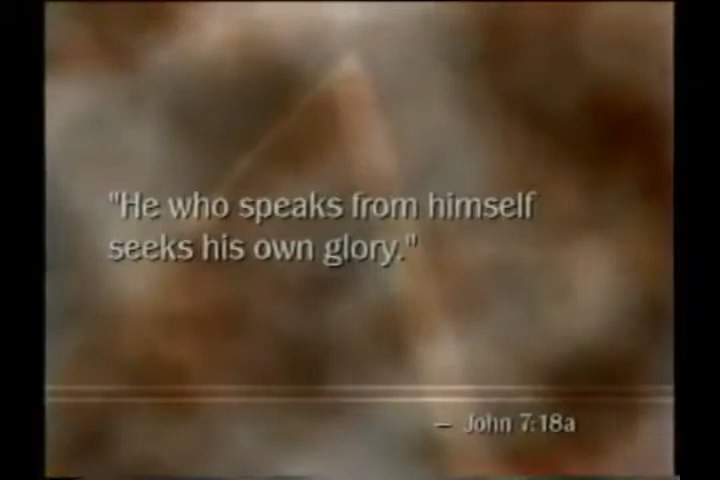 "He who speaks from himself
seeks his own glory."
— John 7:18a